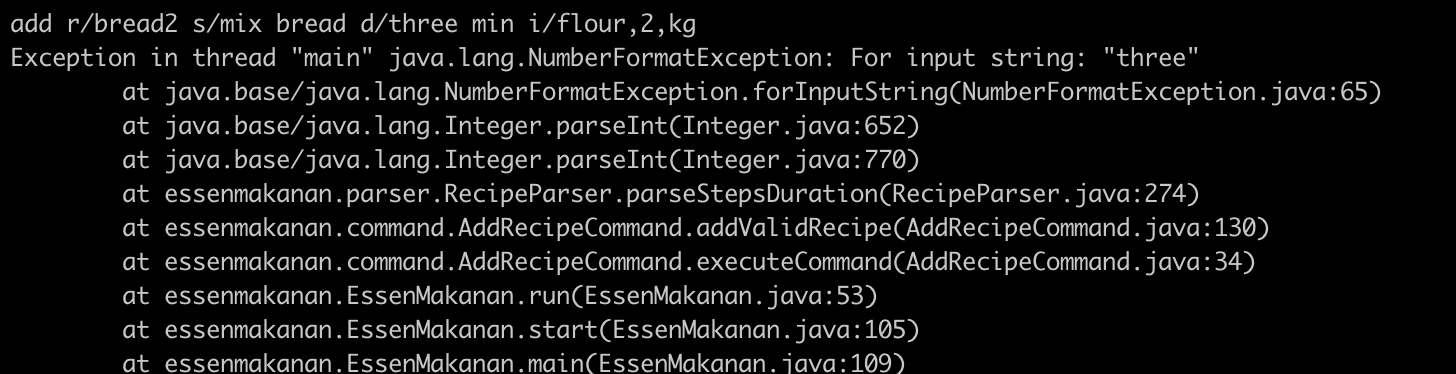 add r/bread2 s/mix bread d/three min i/flour,2,kg
Exception in thread "main" java.lang.NumberFormatException: For input string: "three"
at java.base/java.lang.NumberFormatException.forInputString(NumberFormatException.java:65)
at java.base/java.lang.Integer.parseInt(Integer.java:652)
at java.base/java.lang.Integer.parseInt(Integer.java:770)
at essenmakanan.parser.RecipeParser.parseStepsDuration(RecipeParser.java:274)
at essenmakanan.command.AddRecipeCommand.addValidRecipe(AddRecipeCommand.java:130)
at essenmakanan.command.AddRecipeCommand.executeCommand(AddRecipeCommand.java:34)
at essenmakanan.EssenMakanan.run(EssenMakanan.java:53)
at essenmakanan.EssenMakanan.start(EssenMakanan.java:105)
at essenmakanan.EssenMakanan.main(EssenMakanan.java:109)